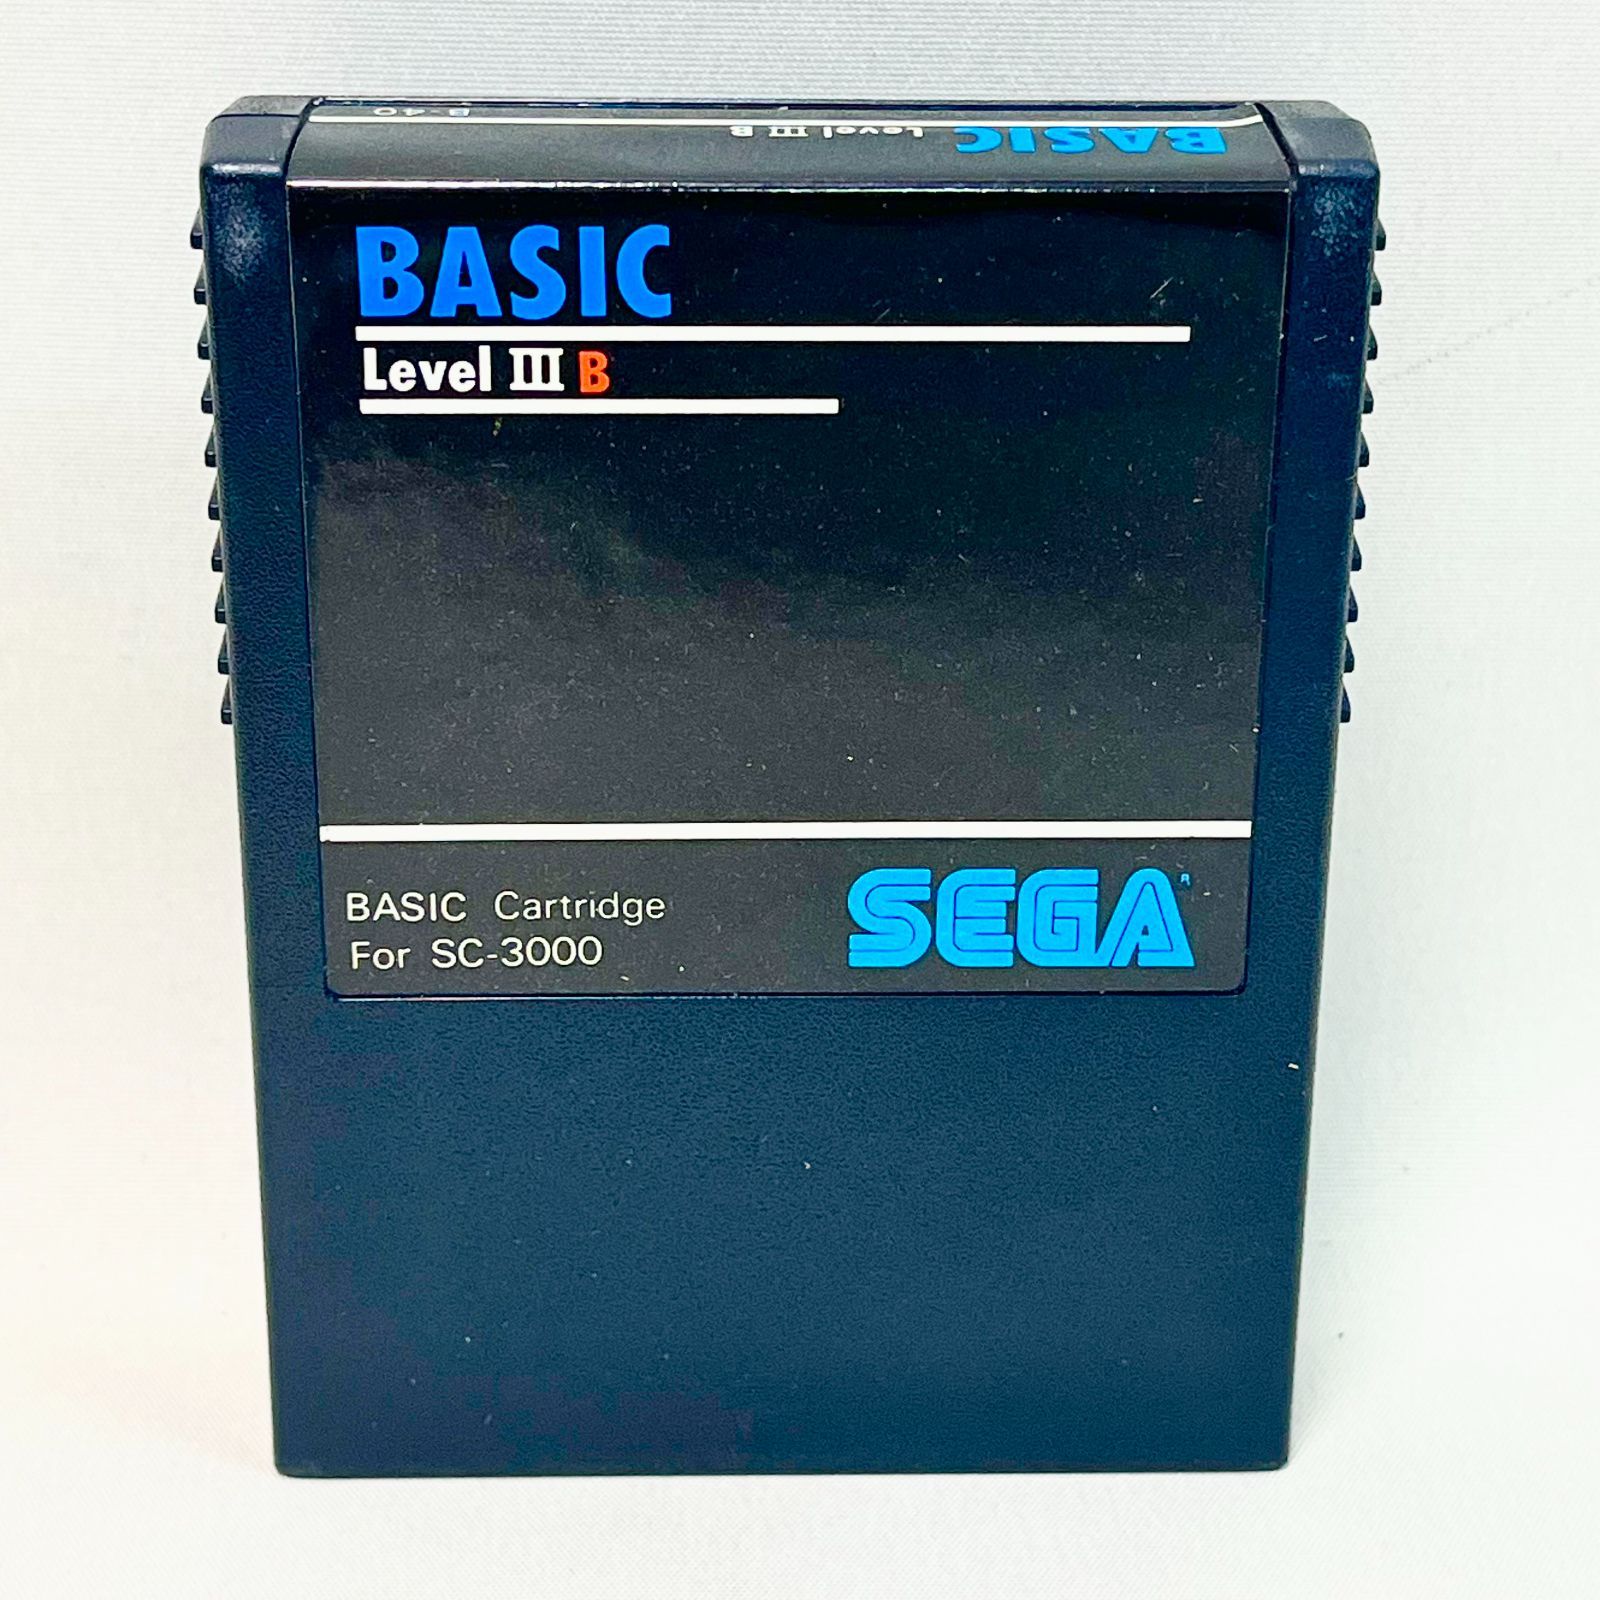 BASIC Level III B B-40
BASIC
Level III B
BASIC Cartridge
For SC-3000
SEGA®